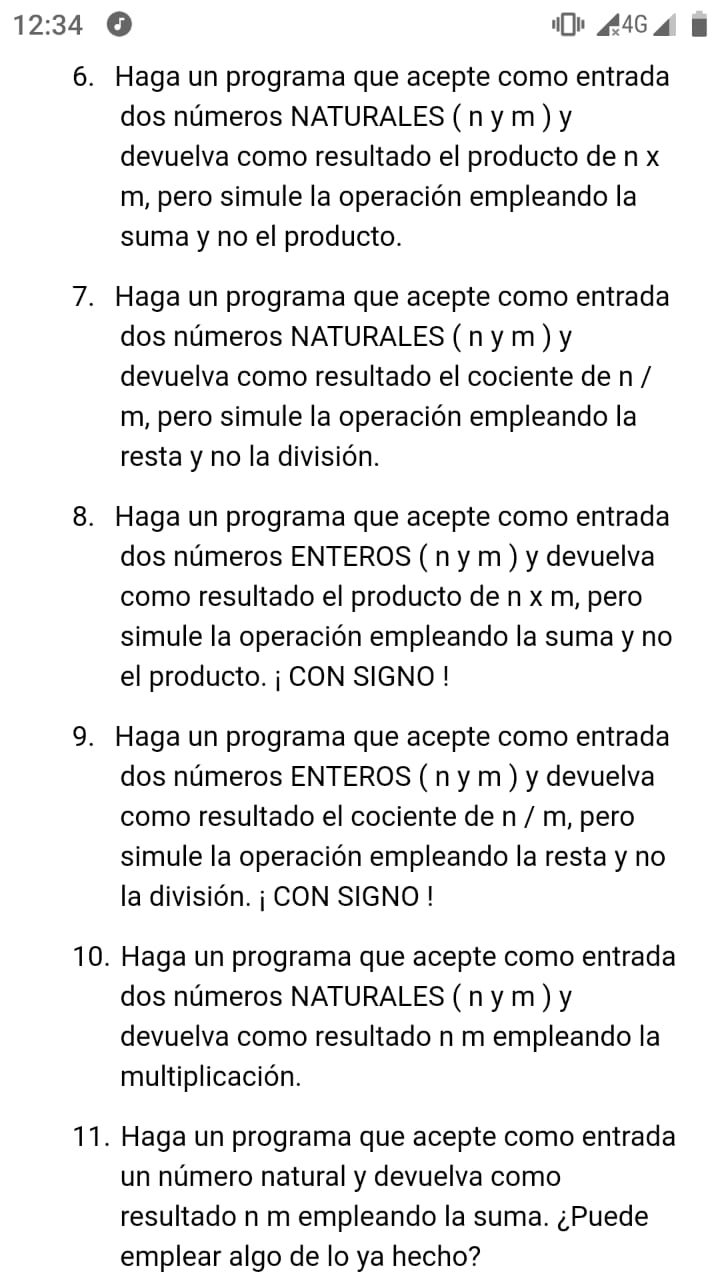 12:34 4G
6. Haga un programa que acepte como entrada
dos números NATURALES ( n y m ) y
devuelva como resultado el producto de n x
m, pero simule la operación empleando la
suma y no el producto.
7. Haga un programa que acepte como entrada
dos números NATURALES ( n y m ) y
devuelva como resultado el cociente de n /
m, pero simule la operación empleando la
resta y no la división.
8. Haga un programa que acepte como entrada
dos números ENTEROS ( n y m ) y devuelva
como resultado el producto de n x m, pero
simule la operación empleando la suma y no
el producto. ¡ CON SIGNO !
9. Haga un programa que acepte como entrada
dos números ENTEROS ( n y m ) y devuelva
como resultado el cociente de n / m, pero
simule la operación empleando la resta y no
la división. ¡ CON SIGNO !
10. Haga un programa que acepte como entrada
dos números NATURALES ( n y m ) y
devuelva como resultado n m empleando la
multiplicación.
11. Haga un programa que acepte como entrada
un número natural y devuelva como
resultado n m empleando la suma. ¿Puede
emplear algo de lo ya hecho?